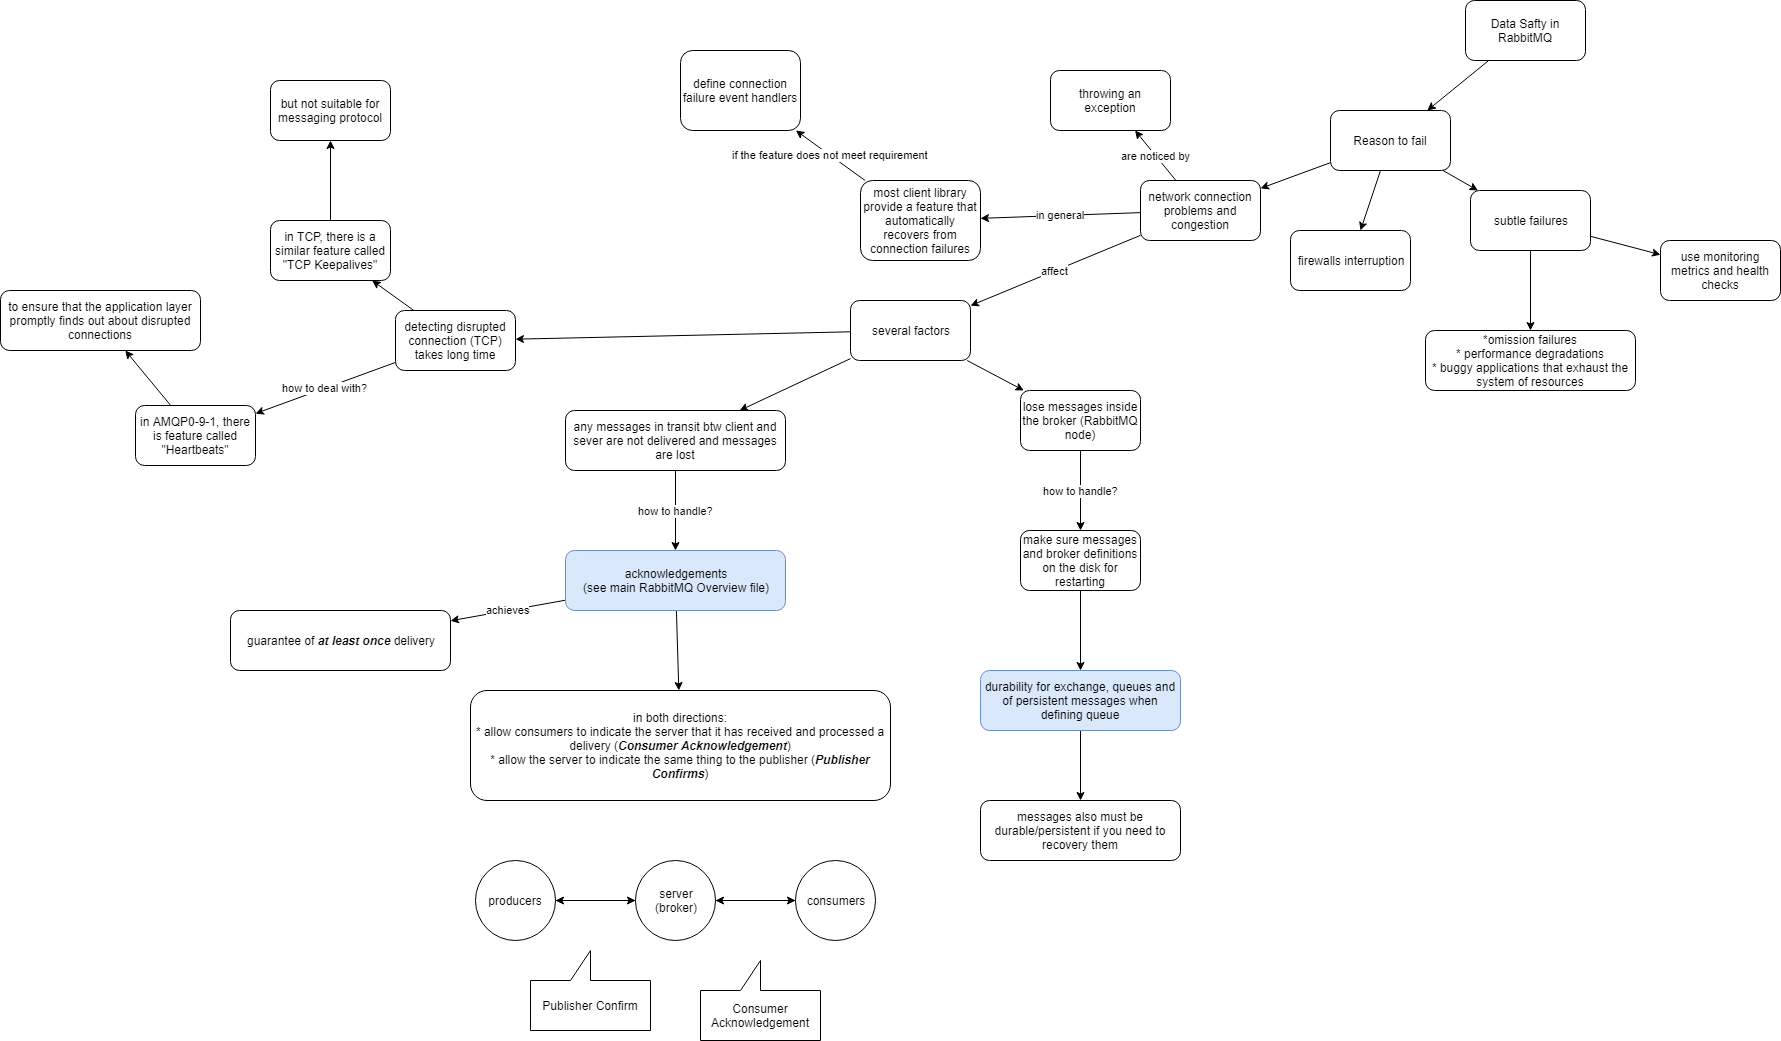 Data Safty in
RabbitMQ
define connection
failure event handlers
throwing an
exception
but not suitable for
messaging protocol
Reason to fail
if the feature does not meet requirement
are noticed by
most client library
provide a feature that
automatically
recovers from
connection failures
in general
network connection
problems and
congestion
subtle failures
firewalls interruption
use monitoring
metrics and health
checks
in TCP, there is a
similar feature called
"TCP Keepalives"
affect
to ensure that the application layer
promptly finds out about disrupted
connections
detecting disrupted
connection (TCP)
takes long time
several factors
*omission failures
* performance degradations
* buggy applications that exhaust the
system of resources
how to deal with?
in AMQP0-9-1, there
is feature called
"Heartbeats"
any messages in transit btw client and
sever are not delivered and messages
are lost
lose messages inside
the broker (RabbitMQ
node)
how to handle?
how to handle?
make sure messages
and broker definitions
on the disk for
restarting
acknowledgements
(see main RabbitMQ Overview file)
achieves
guarantee of at least once delivery
durability for exchange, queues and
of persistent messages when
defining queue
in both directions:
* allow consumers to indicate the server that it has received and processed a
delivery (Consumer Acknowledgement)
* allow the server to indicate the same thing to the publisher (Publisher
Confirms)
messages also must be
durable/persistent if you need to
recovery them
producers
server
(broker)
consumers
Publisher Confirm
Consumer
Acknowledgement